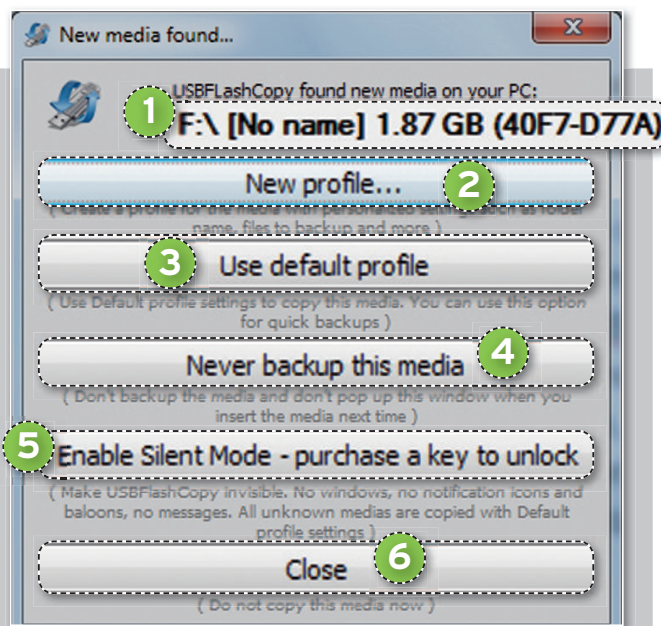 New media found...
x
USBFLashCopy found new media on your PC:
1
F:\ [No name] 1.87 GB (40F7-D77A)
New profile...
2
( Create a profile for the media with personalized settings such as folder
name, files to backup and more )
3
Use default profile
( Use Default profile settings to copy this media. You can use this option
for quick backups )
Never backup this media
4
( Don't backup the media and don't pop up this window when you
insert the media next time )
5
Enable Silent Mode - purchase a key to unlock
( Make USBFlashCopy invisible. No windows, no notification icons and
baloons, no messages. All unknown medias are copied with Default
profile settings )
Close
6
( Do not copy this media now )